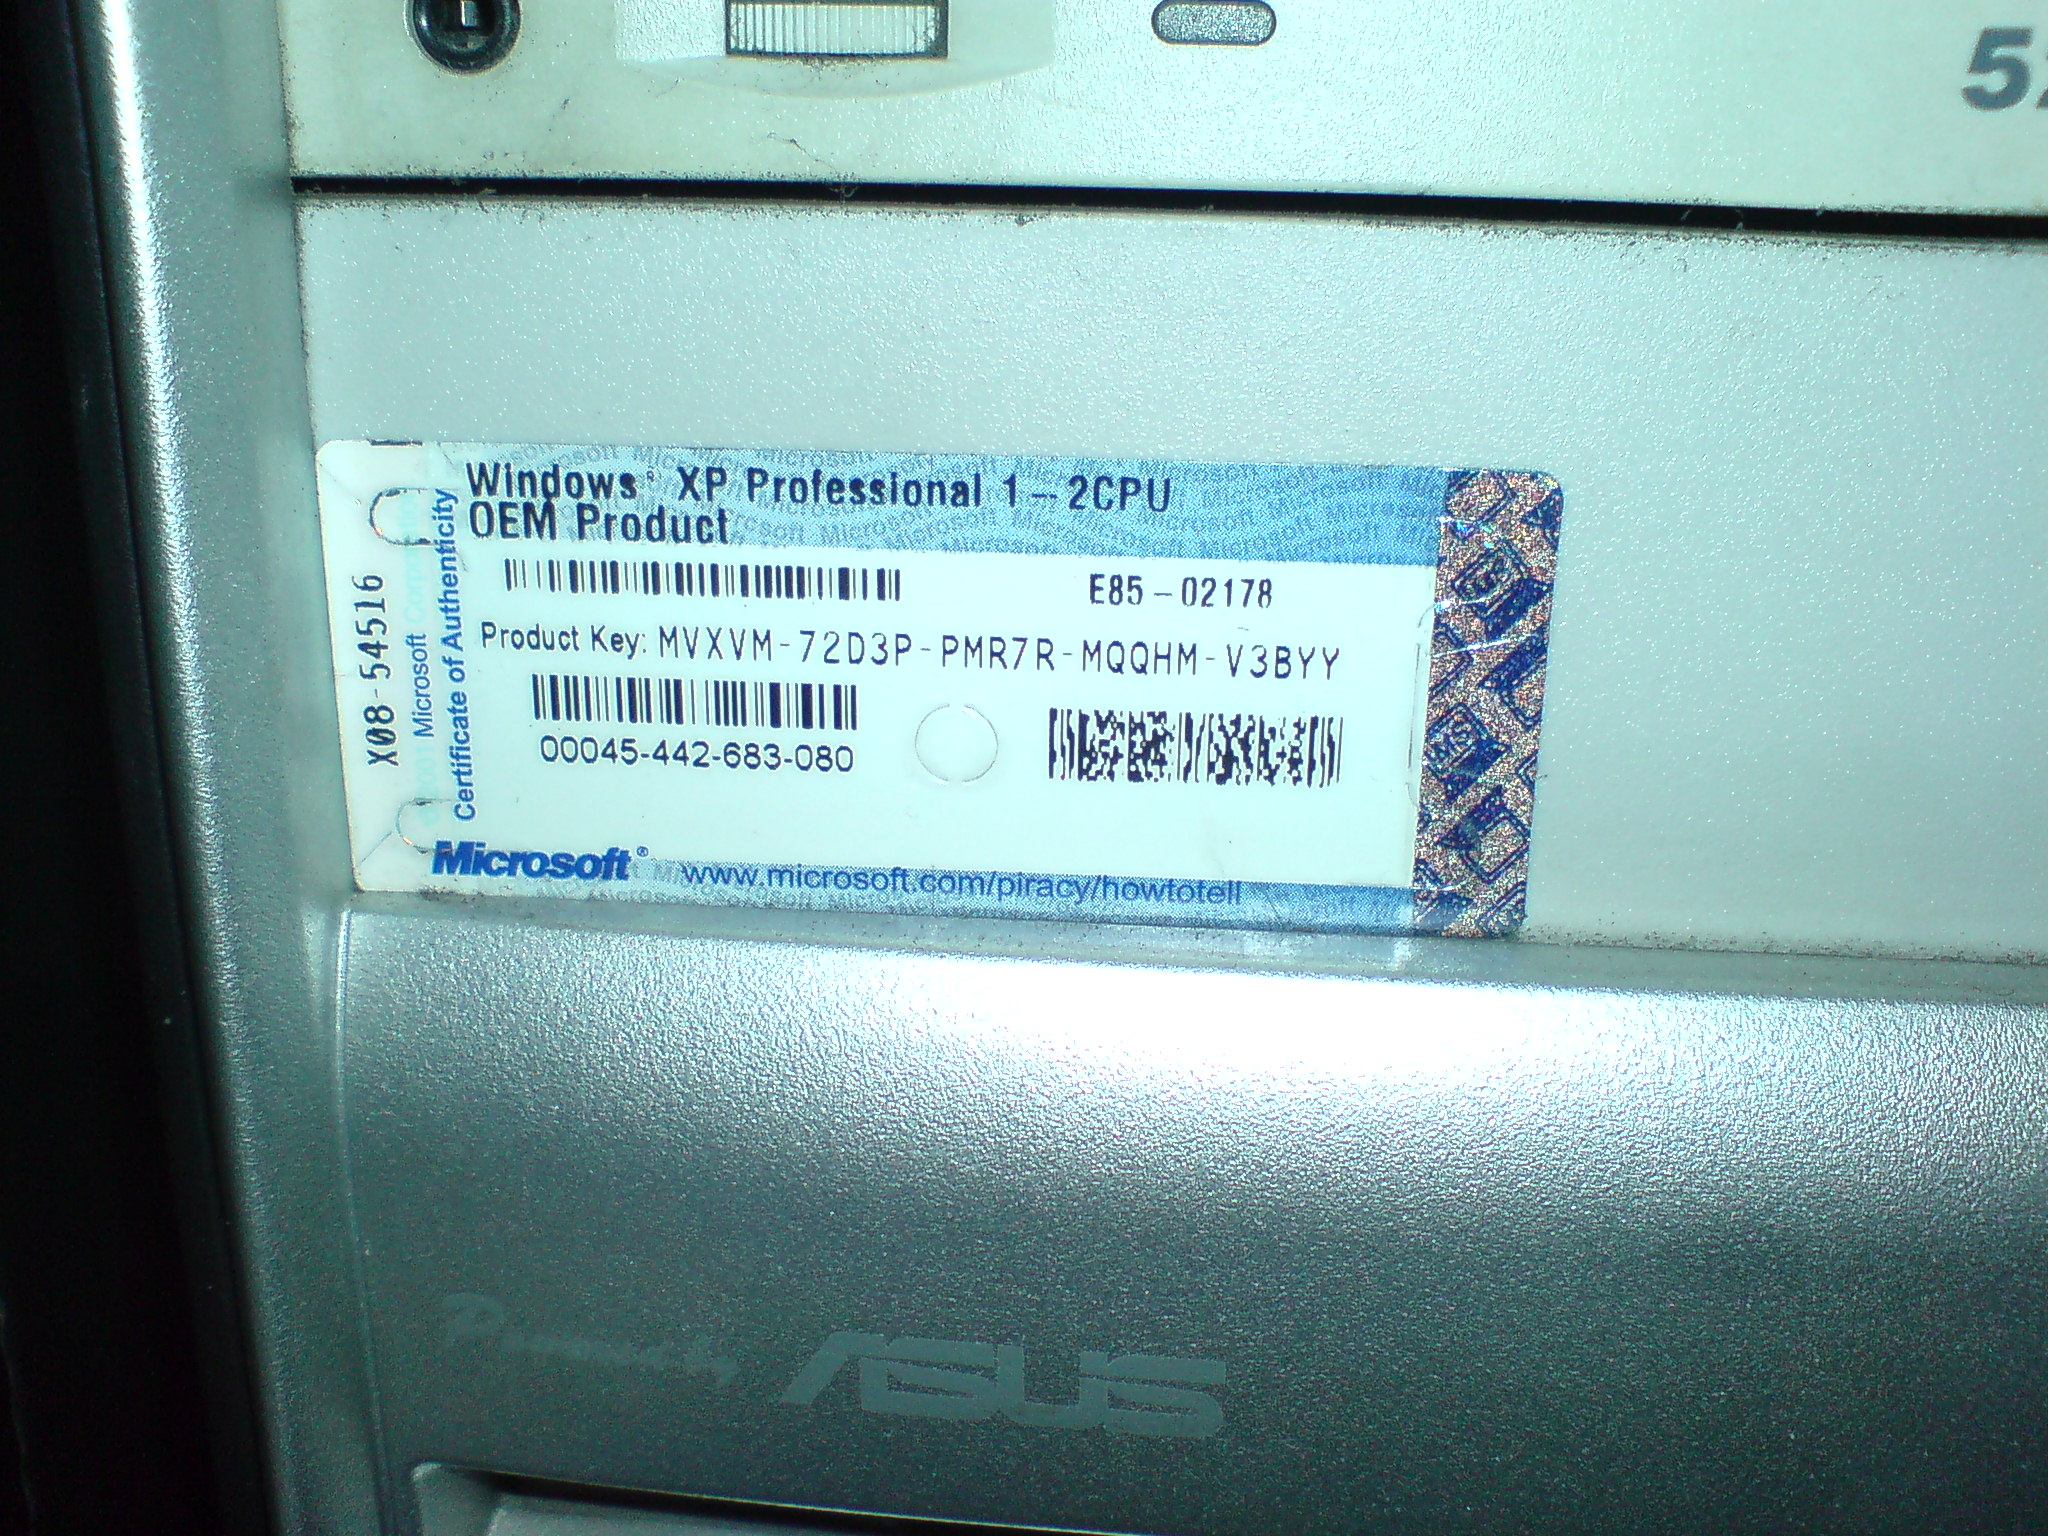 Windows® XP Professional 1-2CPU
OEM Product
E85-02178
Product Key: MVXVM-72D3P-PMR7R-MQQHM-V3BYY
00045-442-683-080
X08-54516
Microsoft Corporation
Certificate of Authenticity
Microsoft®
www.microsoft.com/piracy/howtotell
ASUS